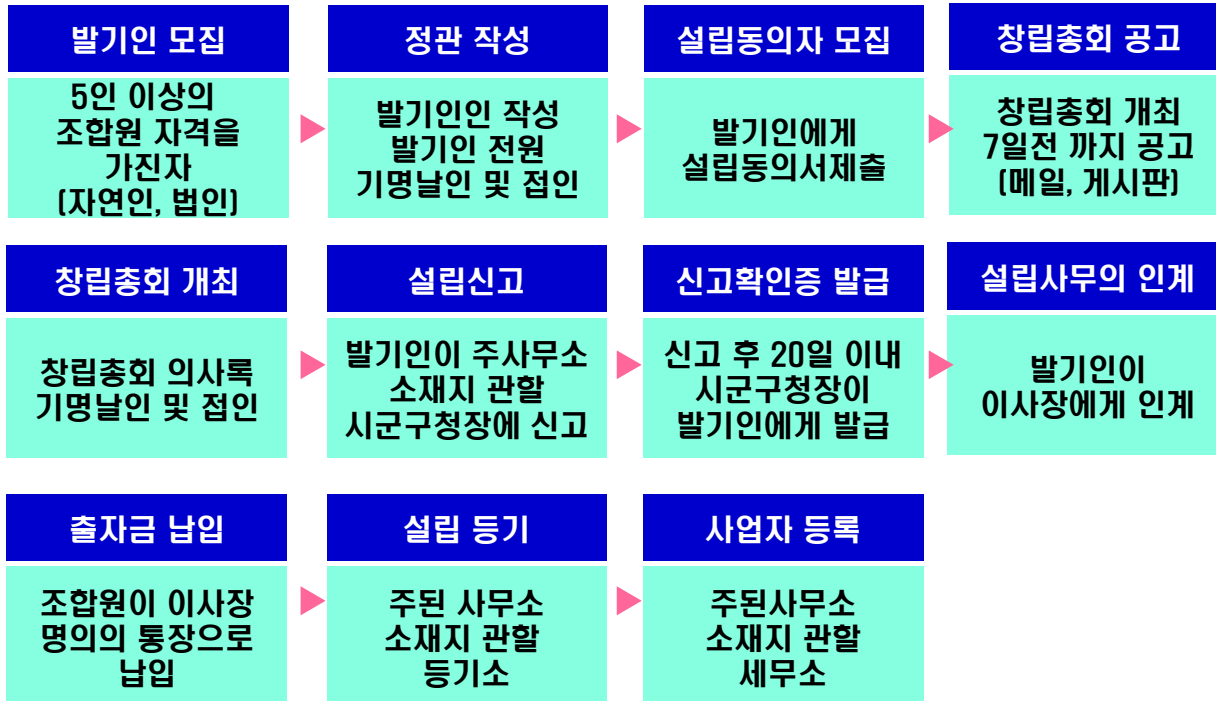 발기인 모집
5인 이상의
조합원 자격을
가진자
(자연인, 법인)
정관 작성
발기인인 작성
발기인 전원
기명날인 및 접인
설립동의자 모집
발기인에게
설립동의서제출
창립총회 공고
창립총회 개최
7일전 까지 공고
(메일, 게시판)
창립총회 개최
창립총회 의사록
기명날인 및 접인
설립신고
발기인이 주사무소
소재지 관할
시군구청장에 신고
신고확인증 발급
신고 후 20일 이내
시군구청장이
발기인에게 발급
설립사무의 인계
발기인이
이사장에게 인계
출자금 납입
조합원이 이사장
명의의 통장으로
납입
설립 등기
주된 사무소
소재지 관할
등기소
사업자 등록
주된사무소
소재지 관할
세무소